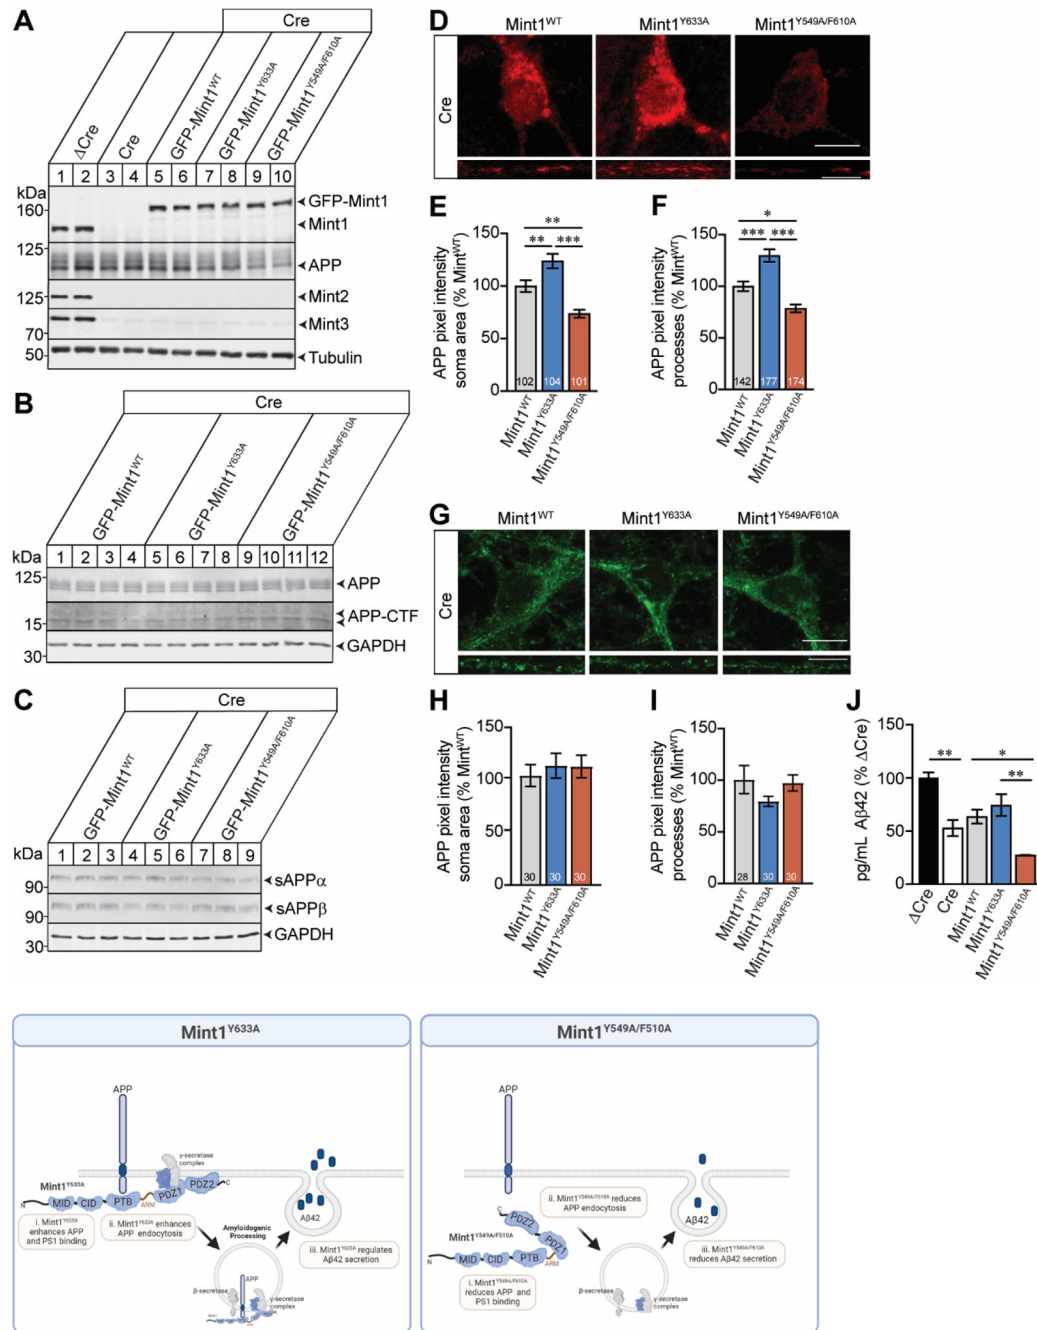 A
Cre
ΔCre
Cre
GFP-Mint1WT
GFP-Mint1Y633A
GFP-Mint1Y549A/F610A
1 2 3 4 5 6 7 8 9 10
kDa
160
GFP-Mint1
Mint1
125
APP
125
Mint2
Mint3
70
50
Tubulin
B
Cre
GFP-Mint1WT
GFP-Mint1Y633A
GFP-Mint1Y549A/F610A
kDa
1 2 3 4 5 6 7 8 9 10 11 12
125
APP
APP-CTF
15
GAPDH
30
C
Cre
GFP-Mint1WT
GFP-Mint1Y633A
GFP-Mint1Y549A/F610A
kDa
1 2 3 4 5 6 7 8 9
sAPPα
90
sAPPβ
90
GAPDH
30
D
Mint1WT Mint1Y633A Mint1Y549A/F610A
Cre
E
APP pixel intensity
soma area (% MintWT)
150
100
50
0
**
** ***
102 104 101
Mint1WT
Mint1Y633A
Mint1Y549A/F610A
F
APP pixel intensity
processes (% MintWT)
150
100
50
0
*
*** ***
142 177 174
Mint1WT
Mint1Y633A
Mint1Y549A/F610A
G
Mint1WT Mint1Y633A Mint1Y549A/F610A
Cre
H
APP pixel intensity
soma area (% MintWT)
150
100
50
0
30 30 30
Mint1WT
Mint1Y633A
Mint1Y549A/F610A
I
APP pixel intensity
processes (% MintWT)
150
100
50
0
28 30 30
Mint1WT
Mint1Y633A
Mint1Y549A/F610A
J
pg/mL Aβ42 (% ΔCre)
150
100
50
0
** *
**
ΔCre
Cre
Mint1WT
Mint1Y633A
Mint1Y549A/F610A
Mint1Y633A
APP
γ-secretase
complex
Mint1Y633A
N
MID CID PTB ARM PDZ1 PDZ2 C
i. Mint1Y633A
enhances APP
and PS1 binding
ii. Mint1Y633A enhances
APP endocytosis
Amyloidogenic
Processing
Aβ42
iii. Mint1Y633A regulates
Aβ42 secretion
APP
β-secretase
γ-secretase
complex
Mint1Y549A/F510A
APP
C
PDZ2
PDZ1
Mint1Y549A/F510A
N
MID CID PTB ARM
i. Mint1Y549A/F610A
reduces APP and
PS1 binding
ii. Mint1Y549A/F610A reduces
APP endocytosis
Aβ42
iii. Mint1Y549A/F610A
reduces Aβ42 secretion
β-secretase
γ-secretase
complex